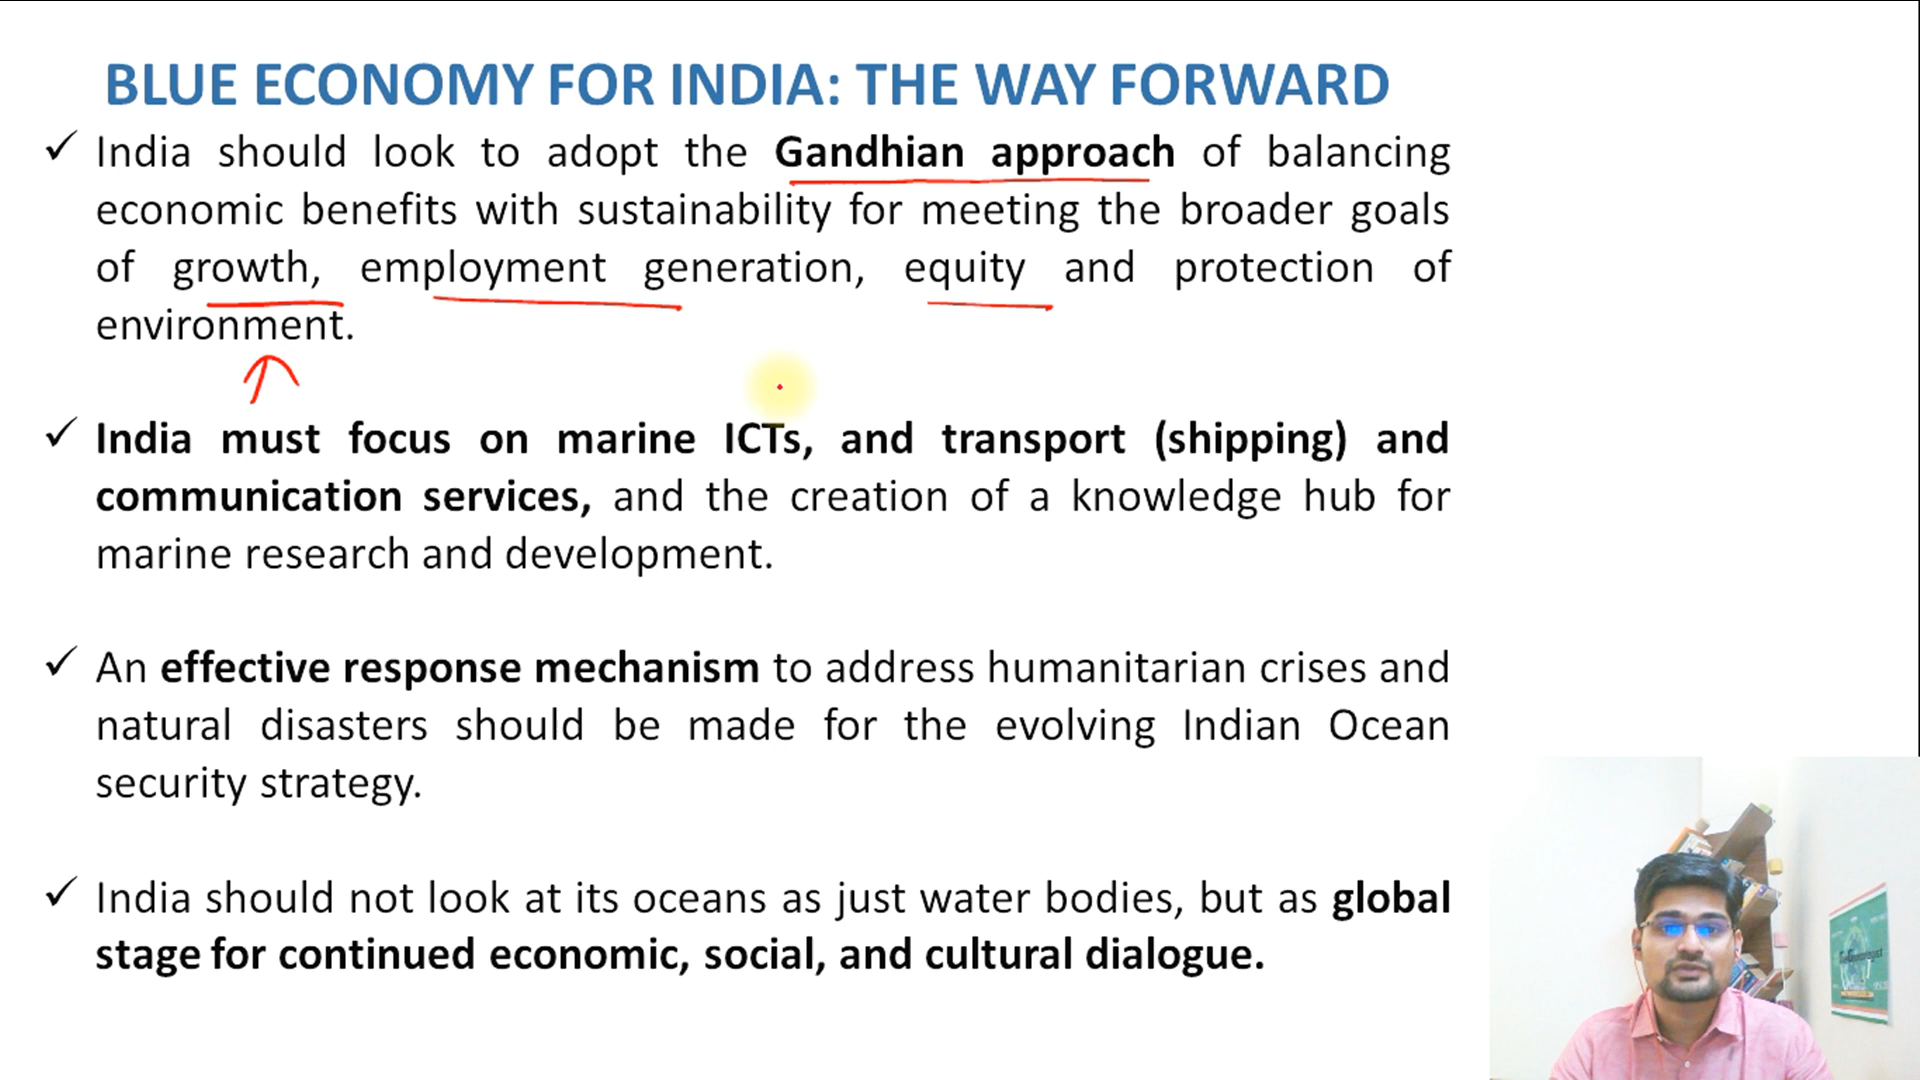 BLUE ECONOMY FOR INDIA: THE WAY FORWARD
✓ India should look to adopt the Gandhian approach of balancing
economic benefits with sustainability for meeting the broader goals
of growth, employment generation, equity and protection of
environment.
✓ India must focus on marine ICTs, and transport (shipping) and
communication services, and the creation of a knowledge hub for
marine research and development.
✓ An effective response mechanism to address humanitarian crises and
natural disasters should be made for the evolving Indian Ocean
security strategy.
✓ India should not look at its oceans as just water bodies, but as global
stage for continued economic, social, and cultural dialogue.